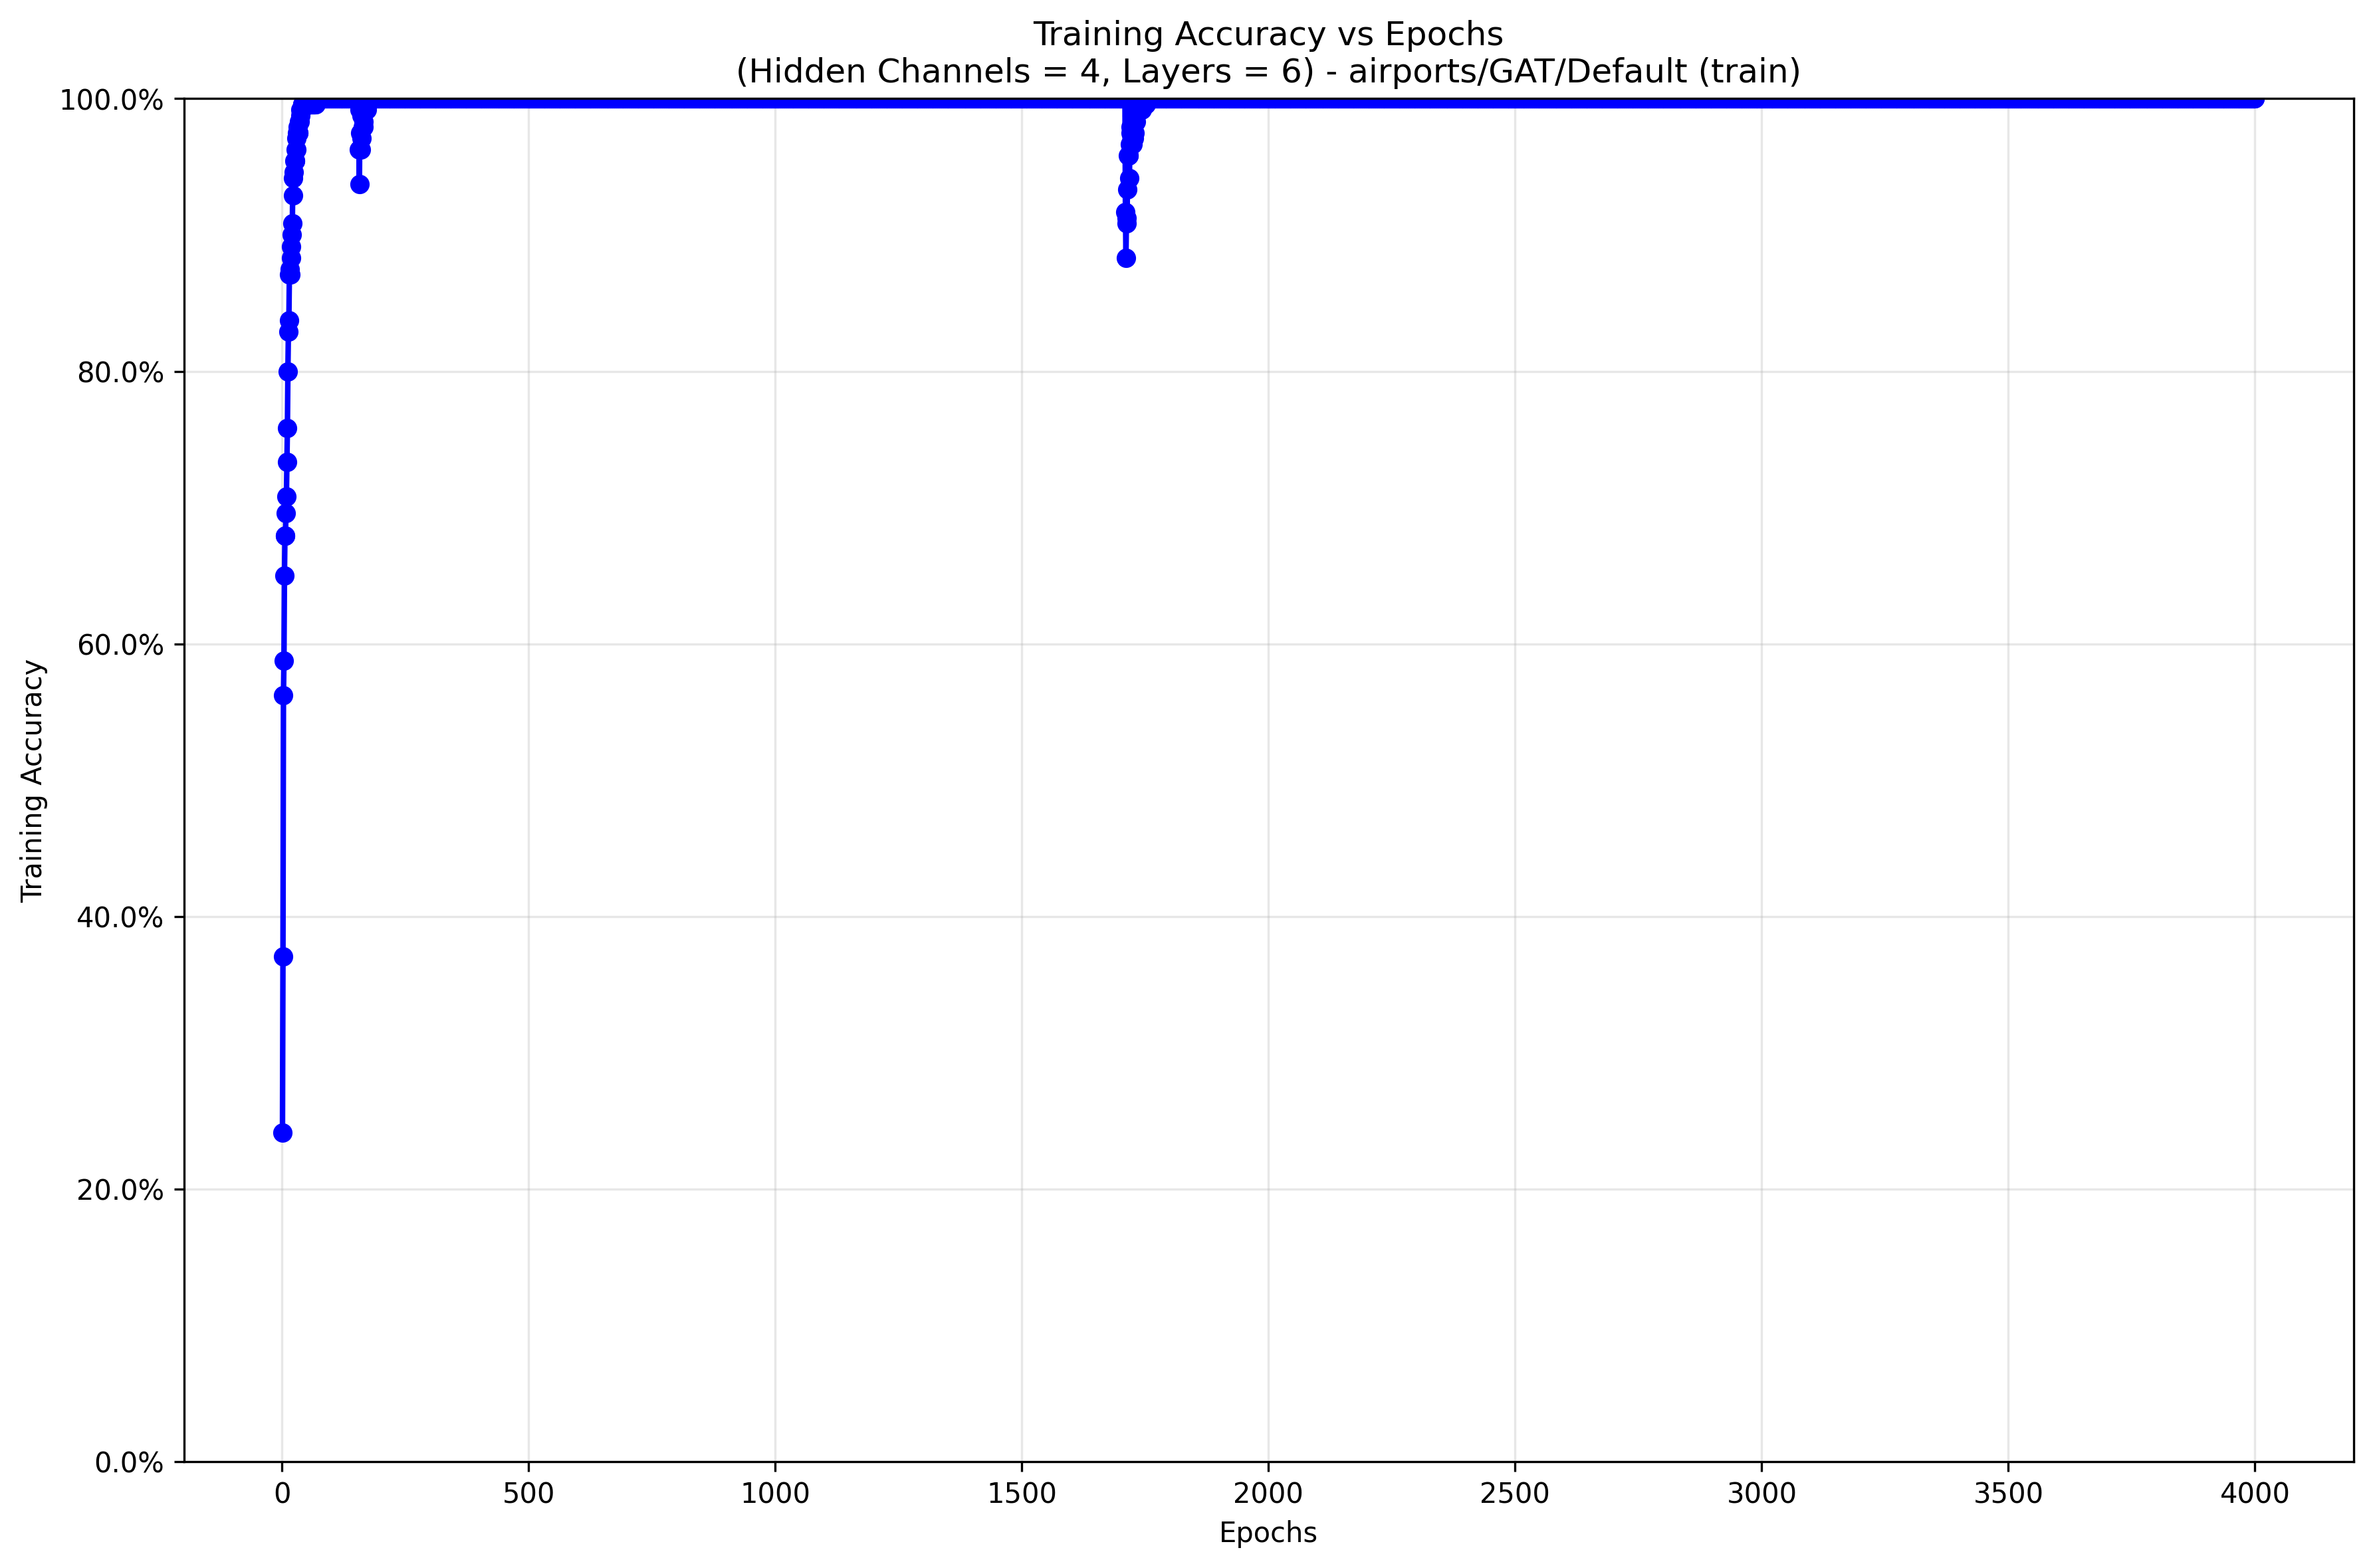 Training Accuracy vs Epochs
(Hidden Channels = 4, Layers = 6) - airports/GAT/Default (train)
Training Accuracy
100.0%
80.0%
60.0%
40.0%
20.0%
0.0%
0 500 1000 1500 2000 2500 3000 3500 4000
Epochs